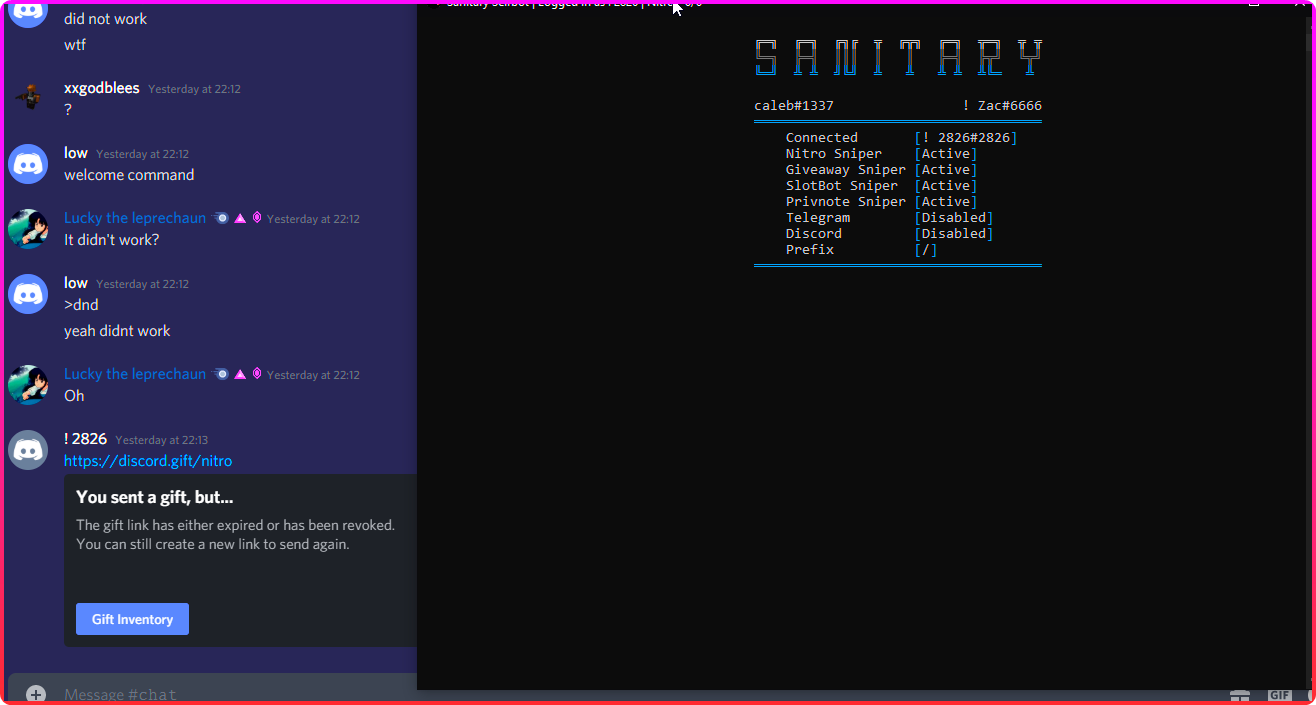 did not work
wtf
xxgodblees Yesterday at 22:12
?
low Yesterday at 22:12
welcome command
Lucky the leprechaun Yesterday at 22:12
It didn't work?
low Yesterday at 22:12
>dnd
yeah didnt work
Lucky the leprechaun Yesterday at 22:12
Oh
! 2826 Yesterday at 22:13
https://discord.gift/nitro
You sent a gift, but...
The gift link has either expired or has been revoked.
You can still create a new link to send again.
Gift Inventory
Message #chat
GIF
Sanitary Selfbot | Logged in as
SANITARY
caleb#1337 ! Zac#6666
Connected [! 2826#2826]
Nitro Sniper [Active]
Giveaway Sniper [Active]
SlotBot Sniper [Active]
Privnote Sniper [Active]
Telegram [Disabled]
Discord [Disabled]
Prefix [/]